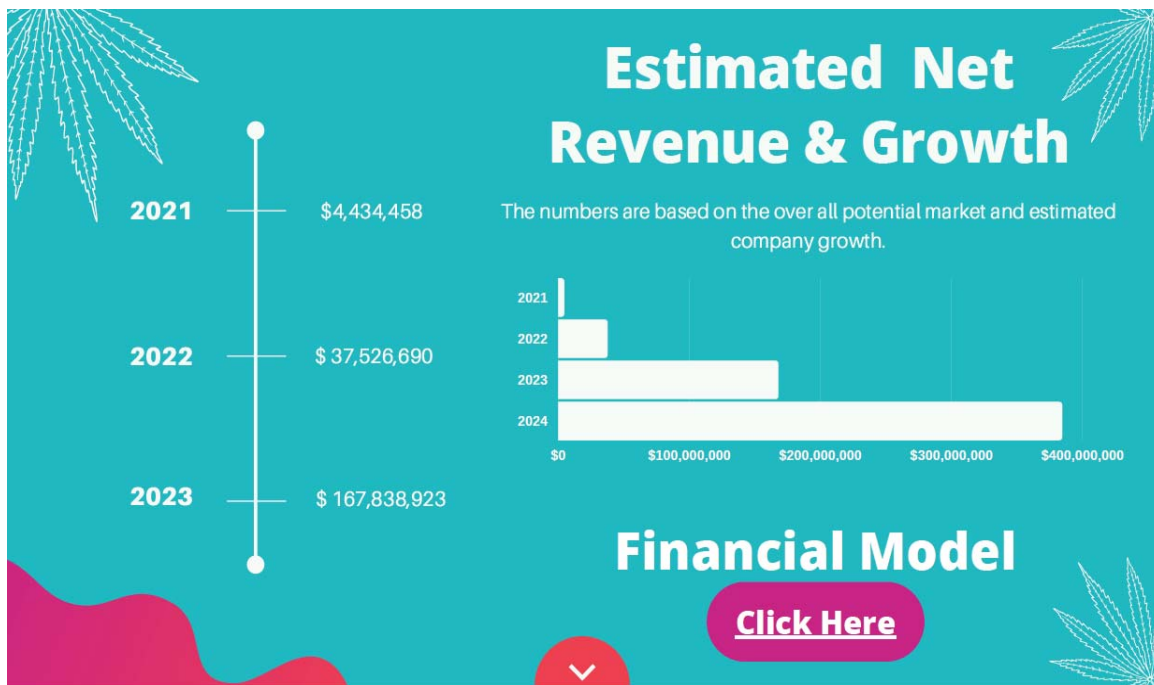 Estimated Net
Revenue & Growth
The numbers are based on the over all potential market and estimated
company growth.
2021 $4,434,458
2022 $ 37,526,690
2023 $ 167,838,923
2021
2022
2023
2024
$0 $100,000,000 $200,000,000 $300,000,000 $400,000,000
Financial Model
Click Here